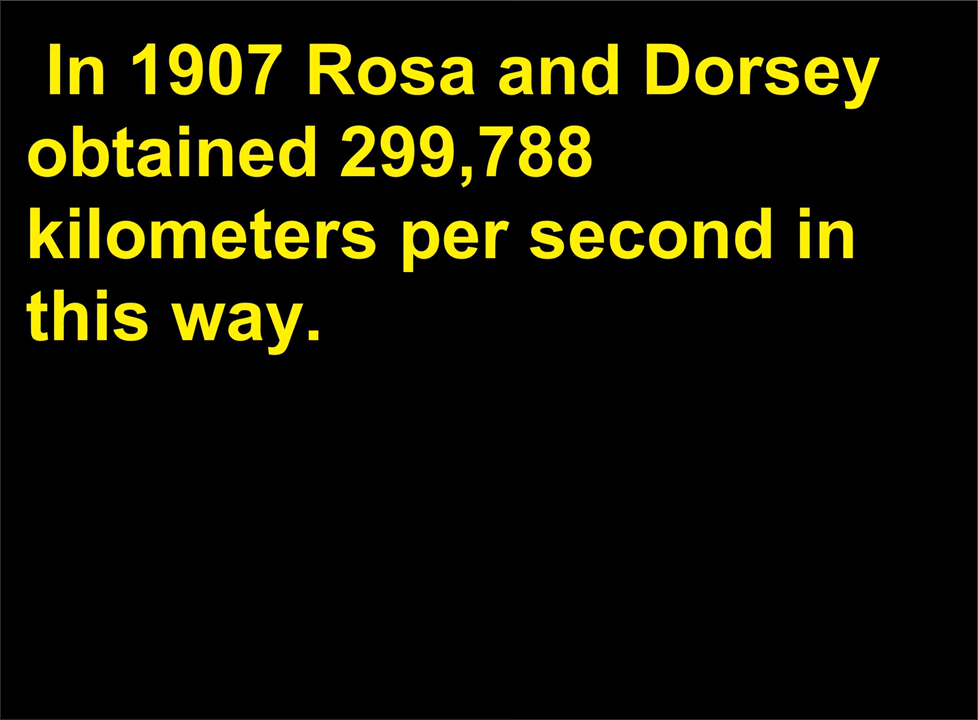 In 1907 Rosa and Dorsey
obtained 299,788
kilometers per second in
this way.